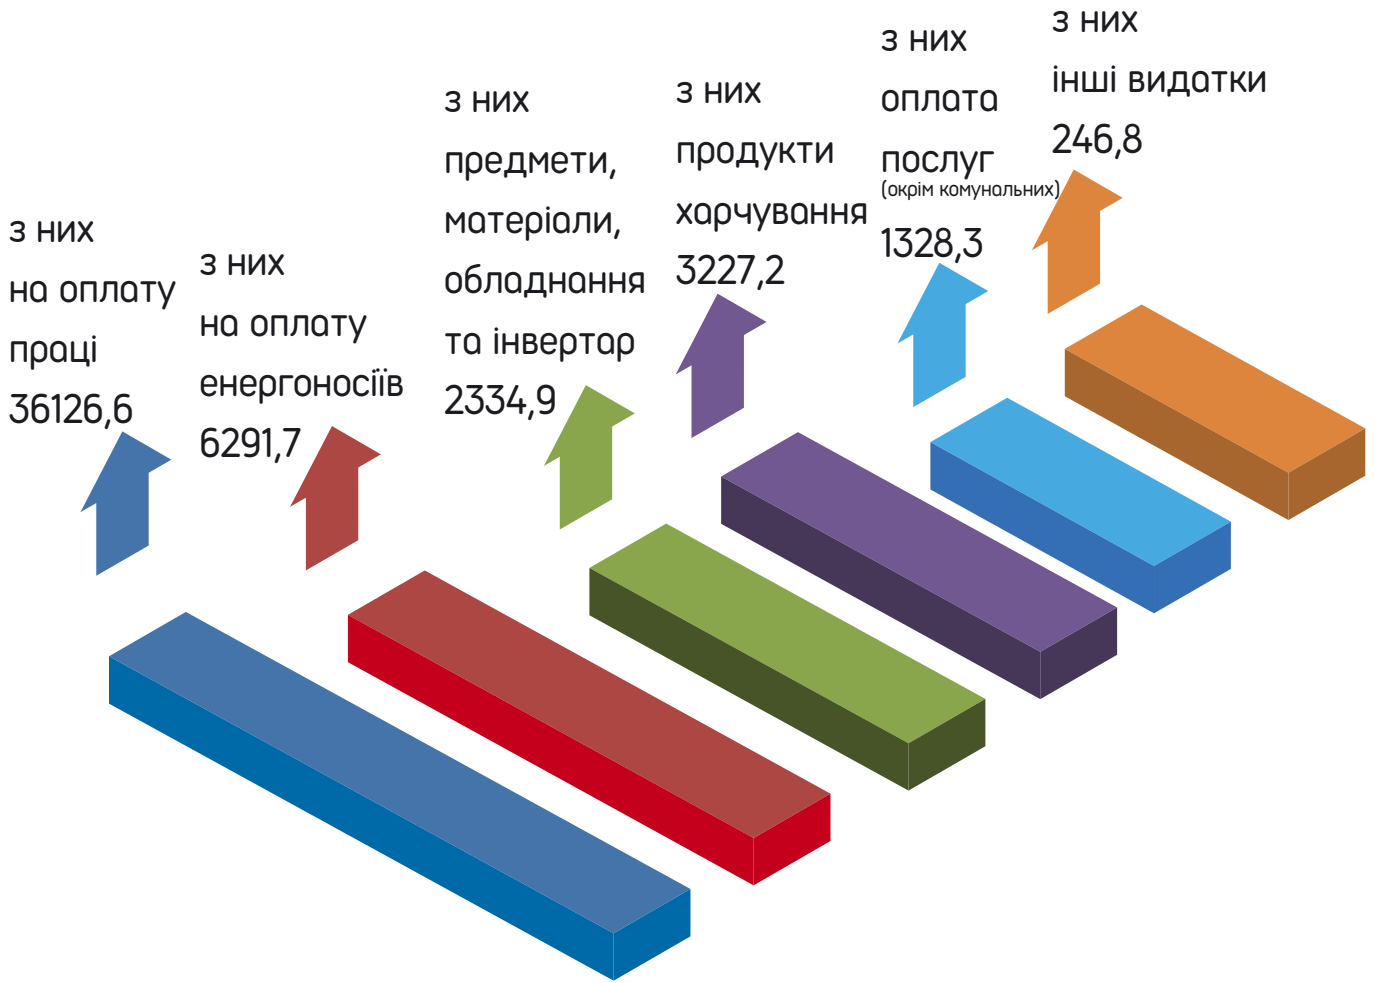 з них
на оплату
праці
36126,6
з них
на оплату
енергоносіїв
6291,7
з них
предмети,
матеріали,
обладнання
та інвертар
2334,9
з них
продукти
харчування
3227,2
з них
оплата
послуг
(окрім комунальних)
1328,3
з них
інші видатки
246,8